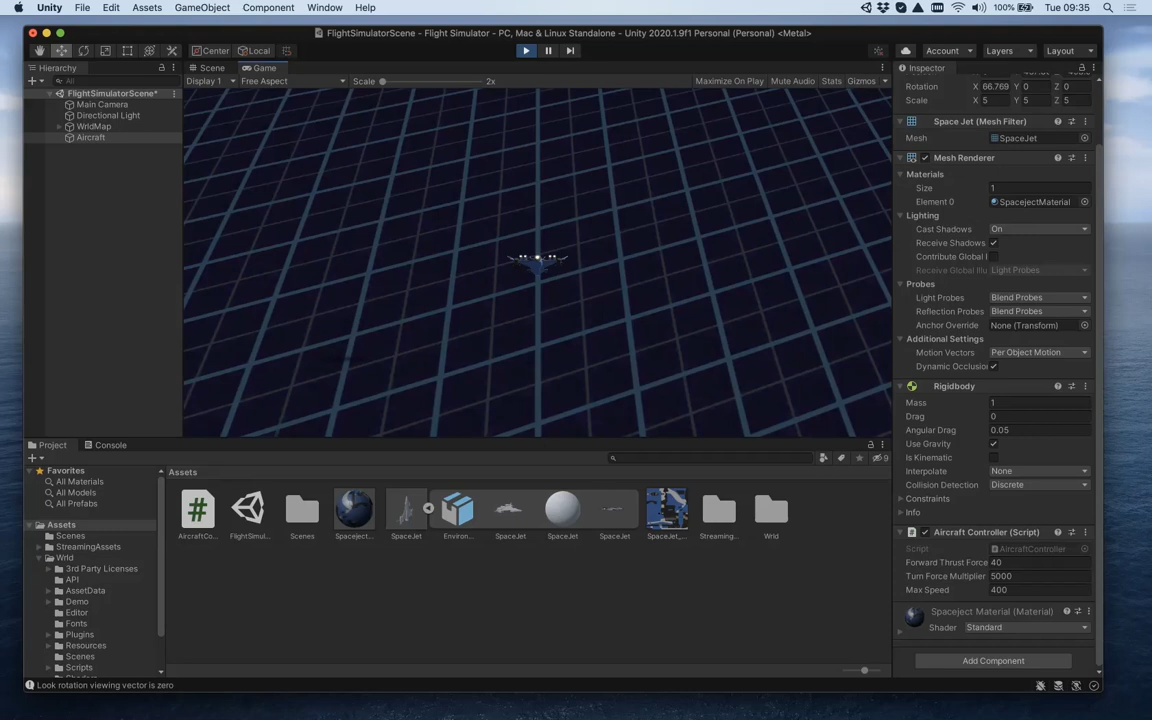 Unity File Edit Assets GameObject Component Window Help 100% Tue 09:35
FlightSimulatorScene - Flight Simulator - PC, Mac & Linux Standalone - Unity 2020.1.9f1 Personal (Personal) <Metal>
Center Local Account Layers Layout
Hierarchy
All
FlightSimulatorScene*
Main Camera
Directional Light
WrldMap
Aircraft
Scene Game
Display 1 Free Aspect Scale 2x Maximize On Play Mute Audio Stats Gizmos
Inspector
Rotation X 66.769 Y 0 Z 0
Scale X 5 Y 5 Z 5
Space Jet (Mesh Filter)
Mesh SpaceJet
Mesh Renderer
Materials
Size 1
Element 0 SpacejectMaterial
Lighting
Cast Shadows On
Receive Shadows
Contribute Global I
Receive Global Illu Light Probes
Probes
Light Probes Blend Probes
Reflection Probes Blend Probes
Anchor Override None (Transform)
Additional Settings
Motion Vectors Per Object Motion
Dynamic Occlusion
Rigidbody
Mass 1
Drag 0
Angular Drag 0.05
Use Gravity
Is Kinematic
Interpolate None
Collision Detection Discrete
Constraints
Info
Aircraft Controller (Script)
Script AircraftController
Forward Thrust Force 40
Turn Force Multiplier 5000
Max Speed 400
Spaceject Material (Material)
Shader Standard
Add Component
Project Console
9
Favorites
All Materials
All Models
All Prefabs
Assets
Scenes
StreamingAssets
Wrld
3rd Party Licenses
API
AssetData
Demo
Editor
Fonts
Plugins
Resources
Scenes
Scripts
Assets
AircraftCo... FlightSimul... Scenes Spaceject... SpaceJet Environ... SpaceJet SpaceJet SpaceJet SpaceJet_... Streaming... Wrld
Look rotation viewing vector is zero